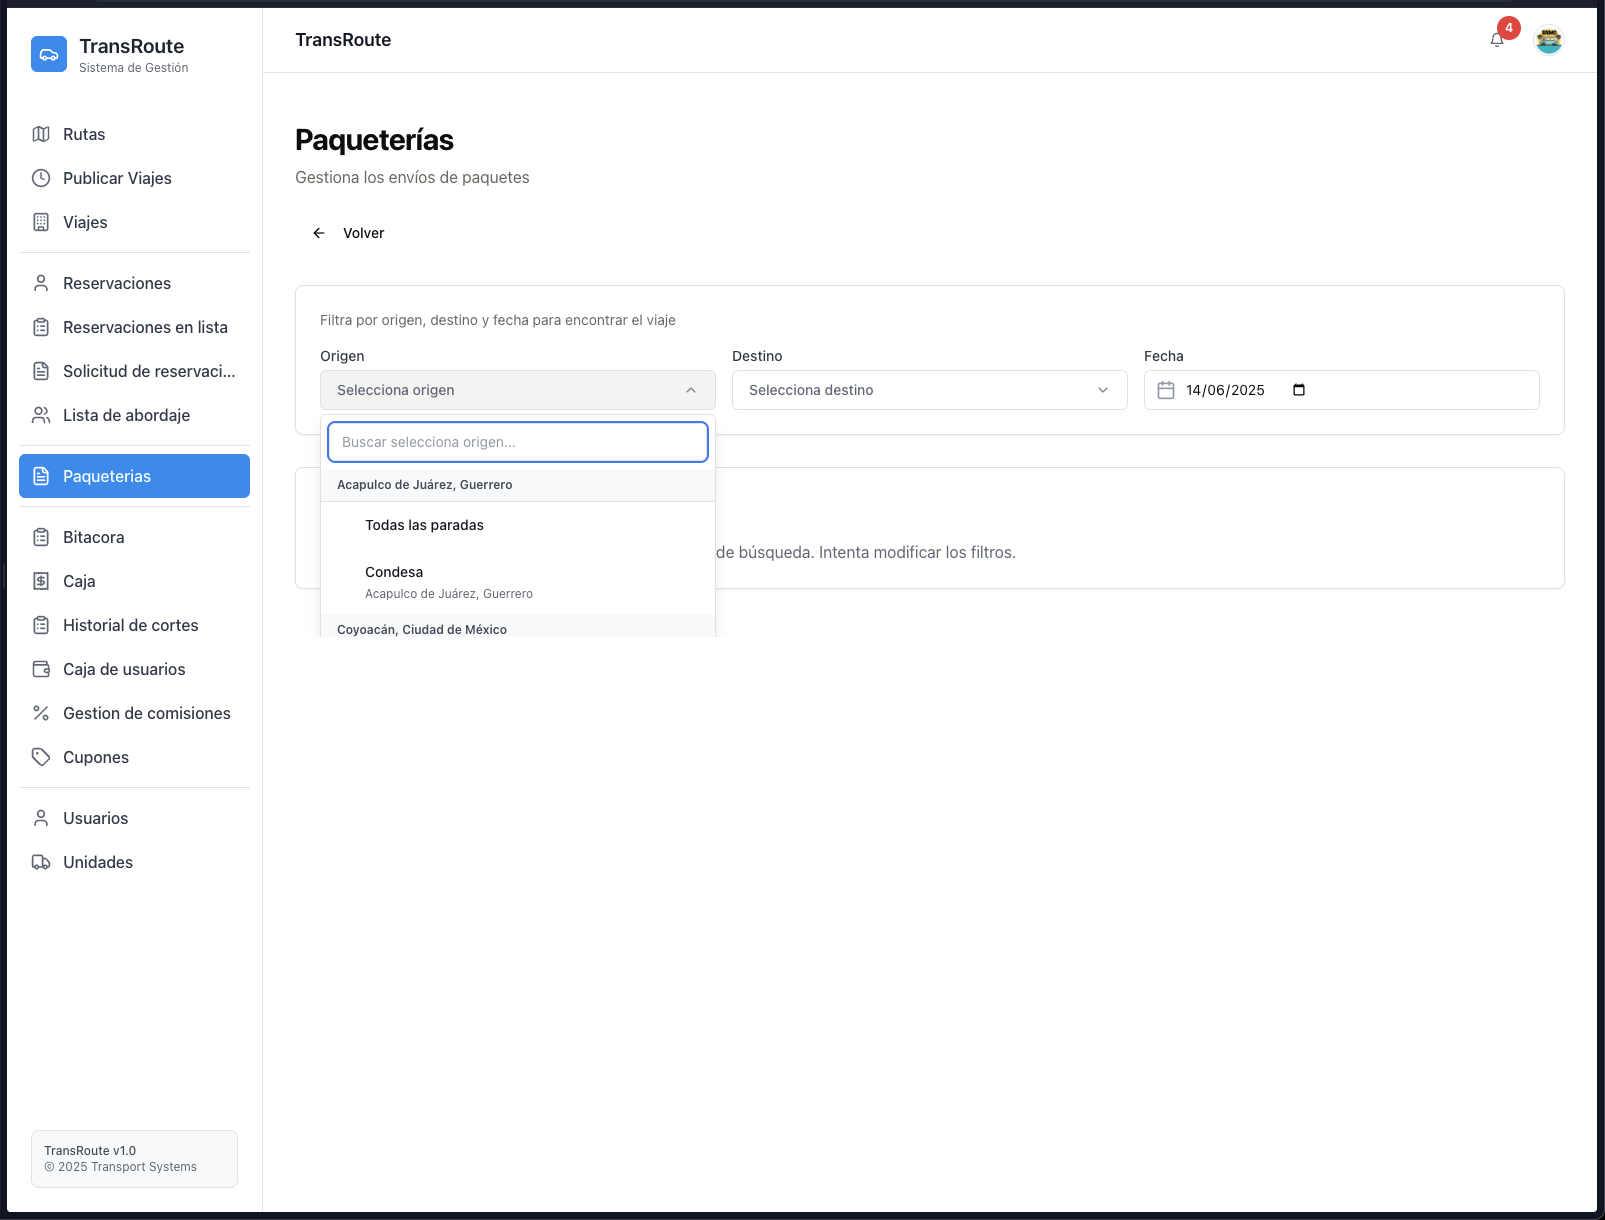 TransRoute
Sistema de Gestión
Rutas
Publicar Viajes
Viajes
Reservaciones
Reservaciones en lista
Solicitud de reservaci...
Lista de abordaje
Paqueterias
Bitacora
Caja
Historial de cortes
Caja de usuarios
Gestion de comisiones
Cupones
Usuarios
Unidades
TransRoute v1.0
© 2025 Transport Systems
TransRoute
4
Paqueterías
Gestiona los envíos de paquetes
Volver
Filtra por origen, destino y fecha para encontrar el viaje
Origen
Selecciona origen
Destino
Selecciona destino
Fecha
14/06/2025
Buscar selecciona origen...
Acapulco de Juárez, Guerrero
Todas las paradas
Condesa
Acapulco de Juárez, Guerrero
Coyoacán, Ciudad de México
de búsqueda. Intenta modificar los filtros.